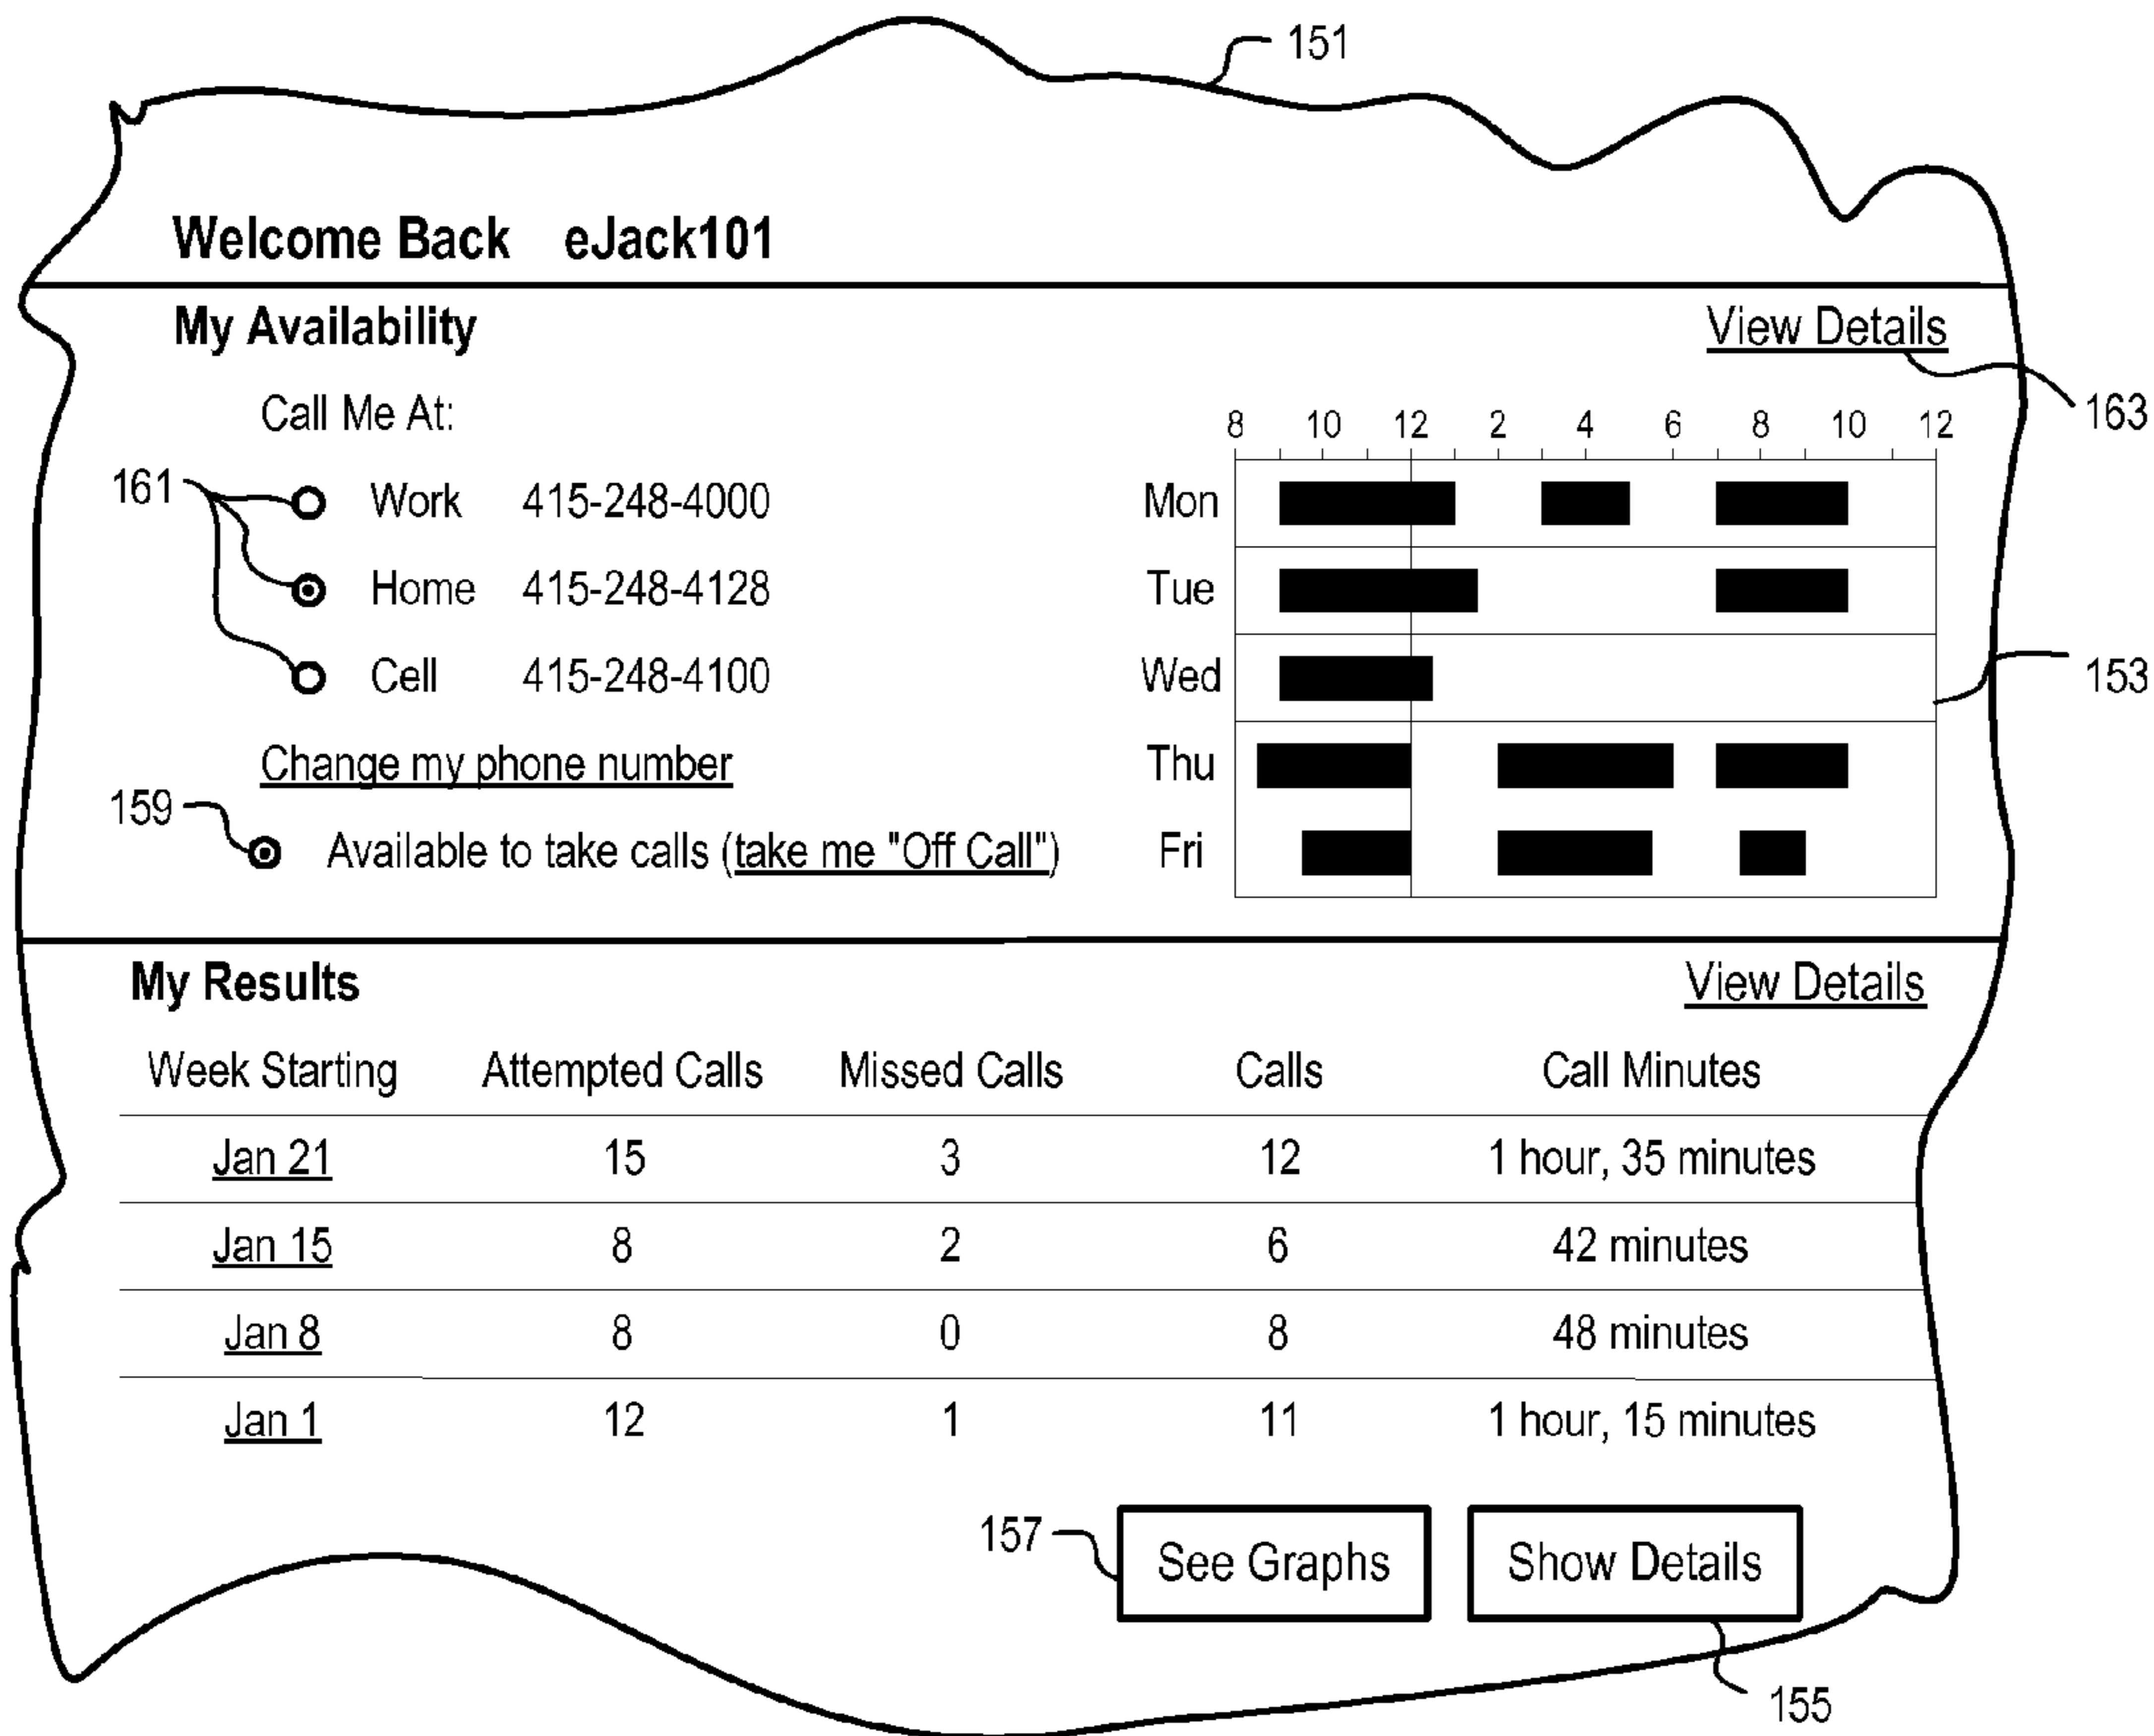 151
Welcome Back eJack101
My Availability View Details
163
Call Me At:
8 10 12 2 4 6 8 10 12
161 Work 415-248-4000 Mon
Home 415-248-4128 Tue
Cell 415-248-4100 Wed
153
Change my phone number Thu
159
Available to take calls (take me "Off Call") Fri
My Results View Details
Week Starting Attempted Calls Missed Calls Calls Call Minutes
Jan 21 15 3 12 1 hour, 35 minutes
Jan 15 8 2 6 42 minutes
Jan 8 8 0 8 48 minutes
Jan 1 12 1 11 1 hour, 15 minutes
157 See Graphs Show Details
155